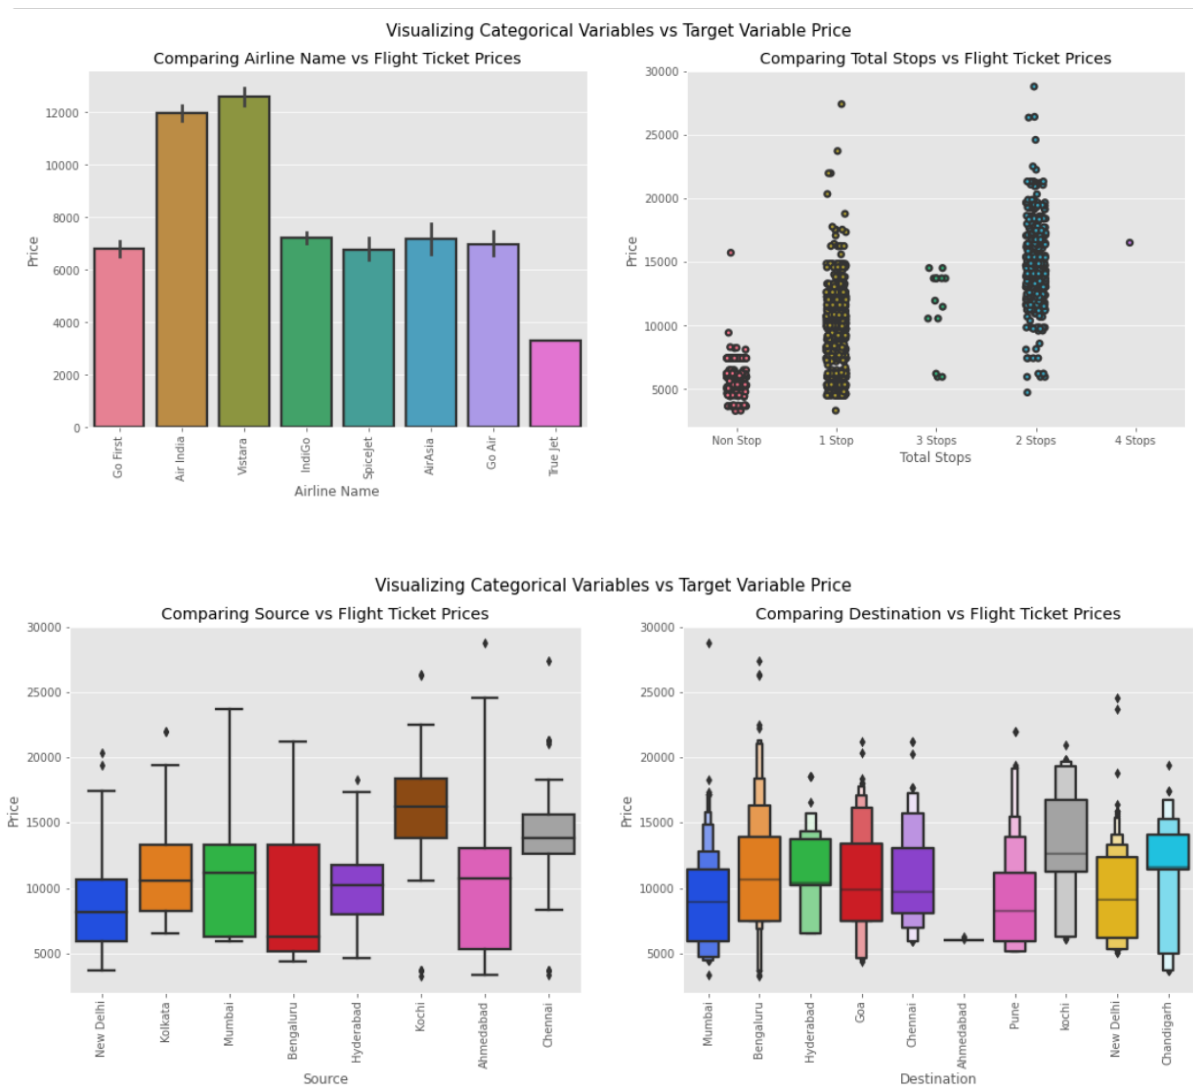 Visualizing Categorical Variables vs Target Variable Price
Comparing Airline Name vs Flight Ticket Prices
12000
10000
8000
6000
4000
2000
0
Price
Go First
Air India
Vistara
IndiGo
SpiceJet
AirAsia
Go Air
True Jet
Airline Name
Comparing Total Stops vs Flight Ticket Prices
30000
25000
20000
15000
10000
5000
Price
Non Stop
1 Stop
3 Stops
2 Stops
4 Stops
Total Stops
Visualizing Categorical Variables vs Target Variable Price
Comparing Source vs Flight Ticket Prices
30000
25000
20000
15000
10000
5000
Price
New Delhi
Kolkata
Mumbai
Bengaluru
Hyderabad
Kochi
Ahmedabad
Chennai
Source
Comparing Destination vs Flight Ticket Prices
30000
25000
20000
15000
10000
5000
Price
Mumbai
Bengaluru
Hyderabad
Goa
Chennai
Ahmedabad
Pune
kochi
New Delhi
Chandigarh
Destination